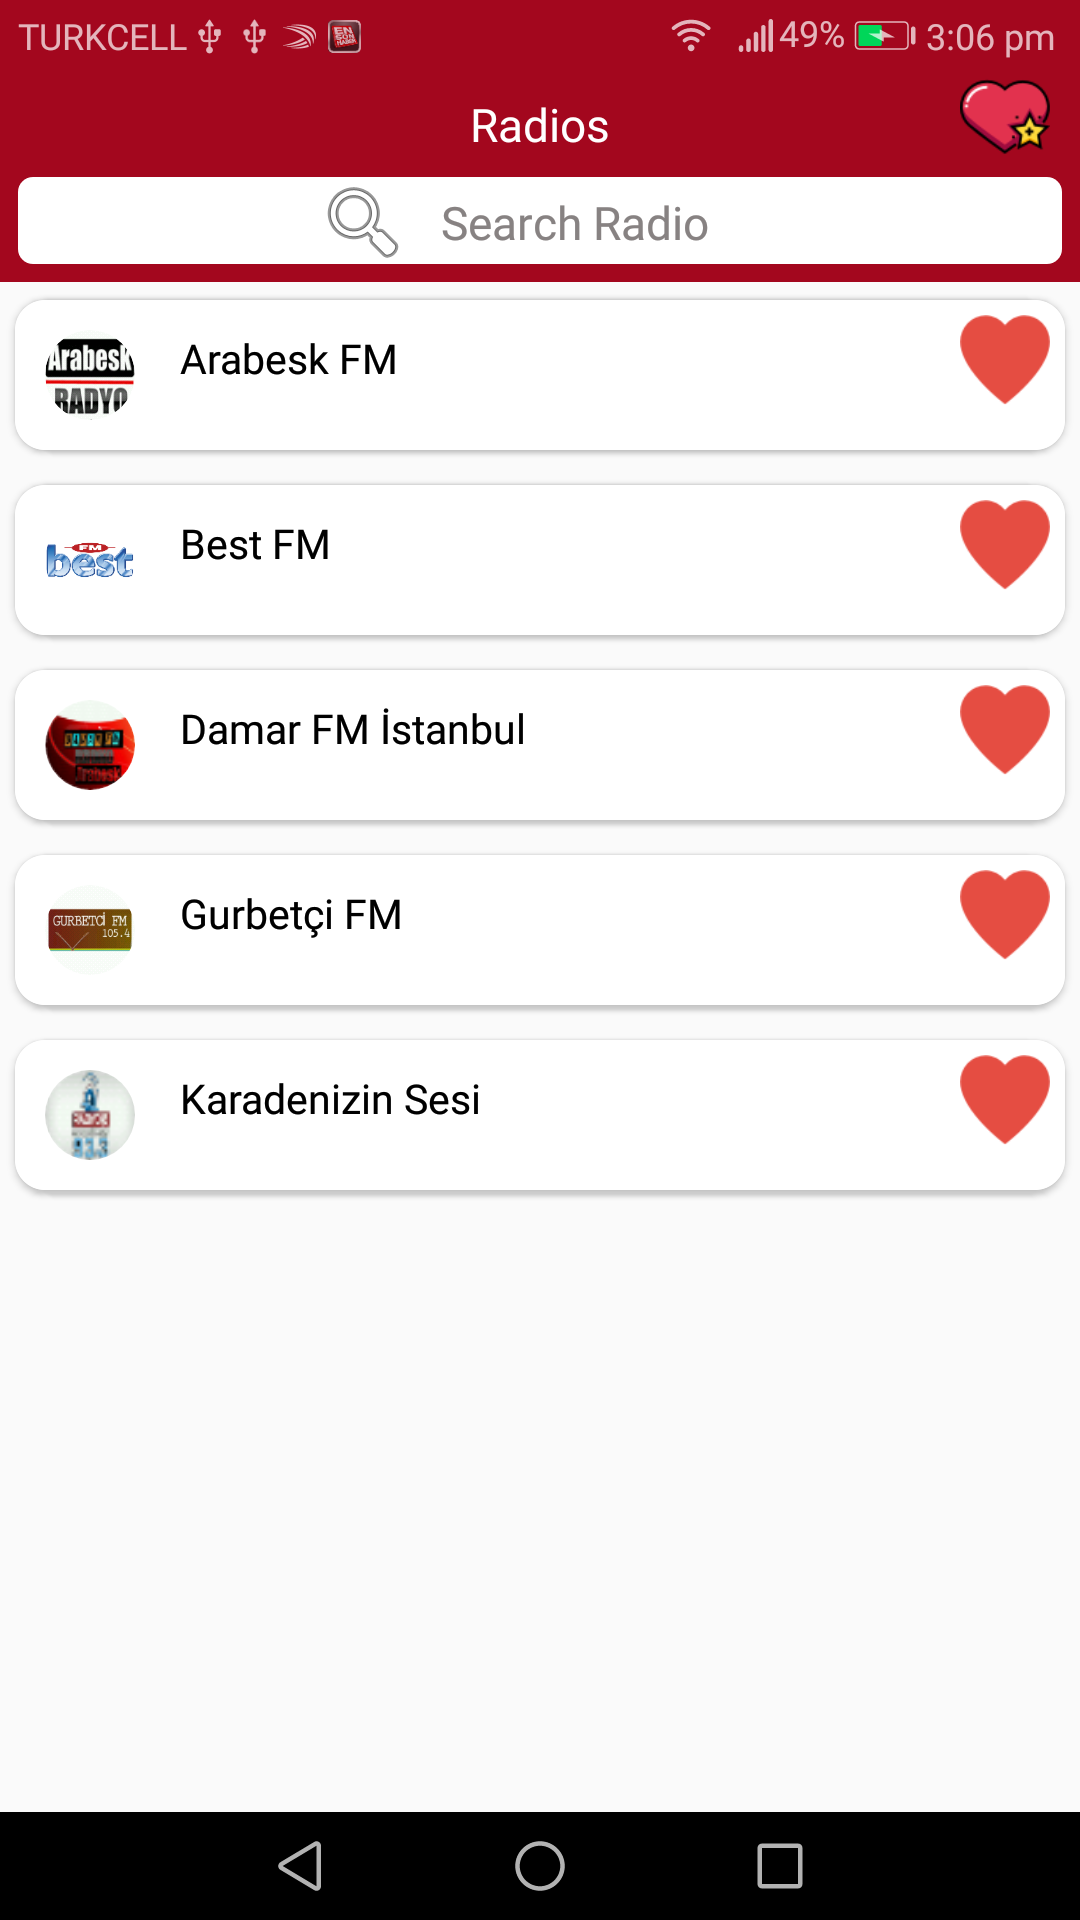 TURKCELL 49% 3:06 pm
Radios
Search Radio
Arabesk
RADYO
Arabesk FM
FM
best
Best FM
Damar FM İstanbul
GURBETCİ FM
105.4
Gurbetçi FM
Karadenizin Sesi